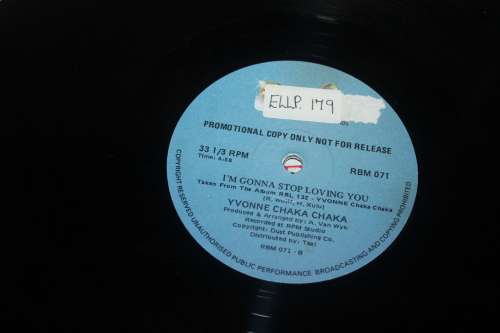 ELLP. 179
PROMOTIONAL COPY ONLY NOT FOR RELEASE
33 1/3 RPM
RBM 071
I'M GONNA STOP LOVING YOU
Taken From The Album RBL 132 - YVONNE Chaka Chaka
YVONNE CHAKA CHAKA
Produced & Arranged by: A. Van Wyk
Recorded at RPM Studio
Copyright: Dust Publishing Co.
Distributed by:
RBM 071 - B
COPYRIGHT RESERVED UNAUTHORISED PUBLIC PERFORMANCE BROADCASTING AND COPYING PROHIBITED